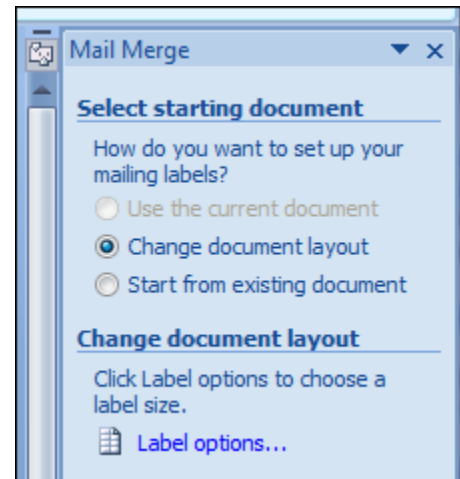 Mail Merge
Select starting document
How do you want to set up your
mailing labels?
Use the current document
Change document layout
Start from existing document
Change document layout
Click Label options to choose a
label size.
Label options...